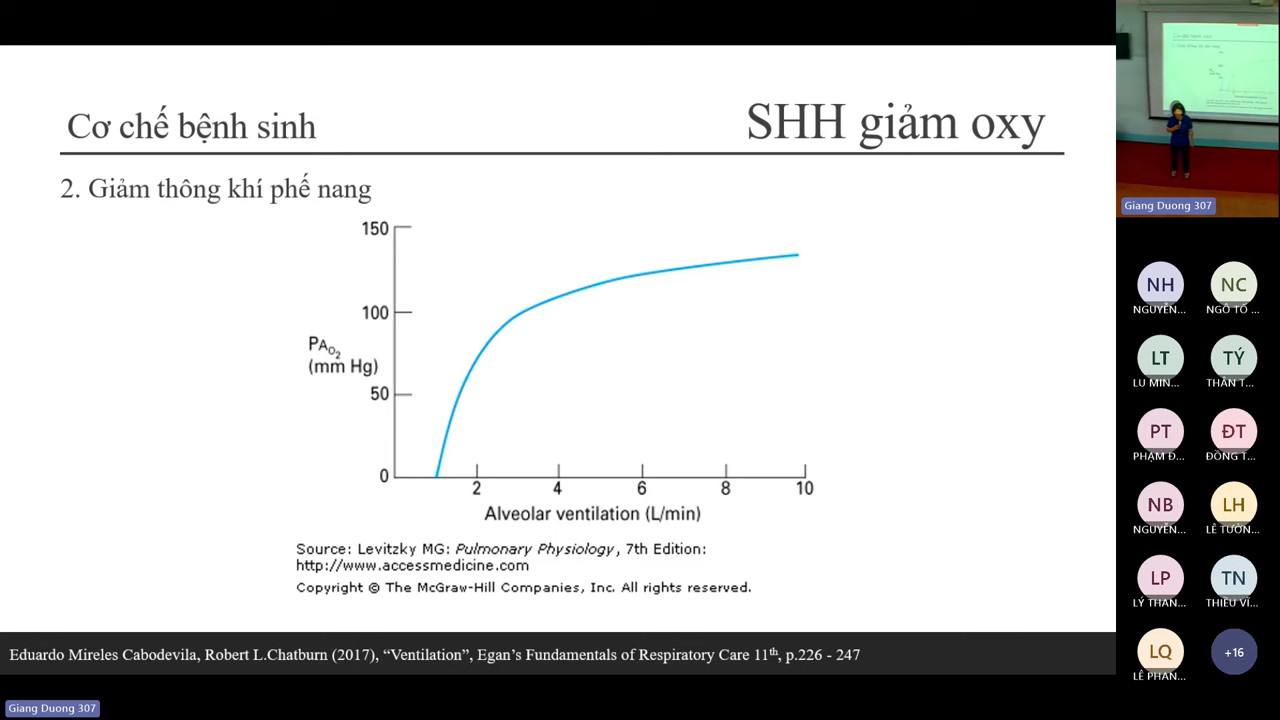 Cơ chế bệnh sinh
SHH giảm oxy
2. Giảm thông khí phế nang
150
100
PAO2
(mm Hg)
50
0
2 4 6 8 10
Alveolar ventilation (L/min)
Source: Levitzky MG: Pulmonary Physiology, 7th Edition:
http://www.accessmedicine.com
Copyright © The McGraw-Hill Companies, Inc. All rights reserved.
Eduardo Mireles Cabodevila, Robert L.Chatburn (2017), “Ventilation”, Egan’s Fundamentals of Respiratory Care 11th, p.226 - 247
Giang Duong 307
Giang Duong 307
NH NC
NGUYỄN... NGÔ TỐ ...
LT TÝ
LU MIN... THÂN T...
PT ĐT
PHẠM Đ... ĐỒNG T...
NB LH
NGUYỄN... LÊ TƯỜN...
LP TN
LÝ THAN... THIỀU VĨ...
LQ +16
LÊ PHAN...